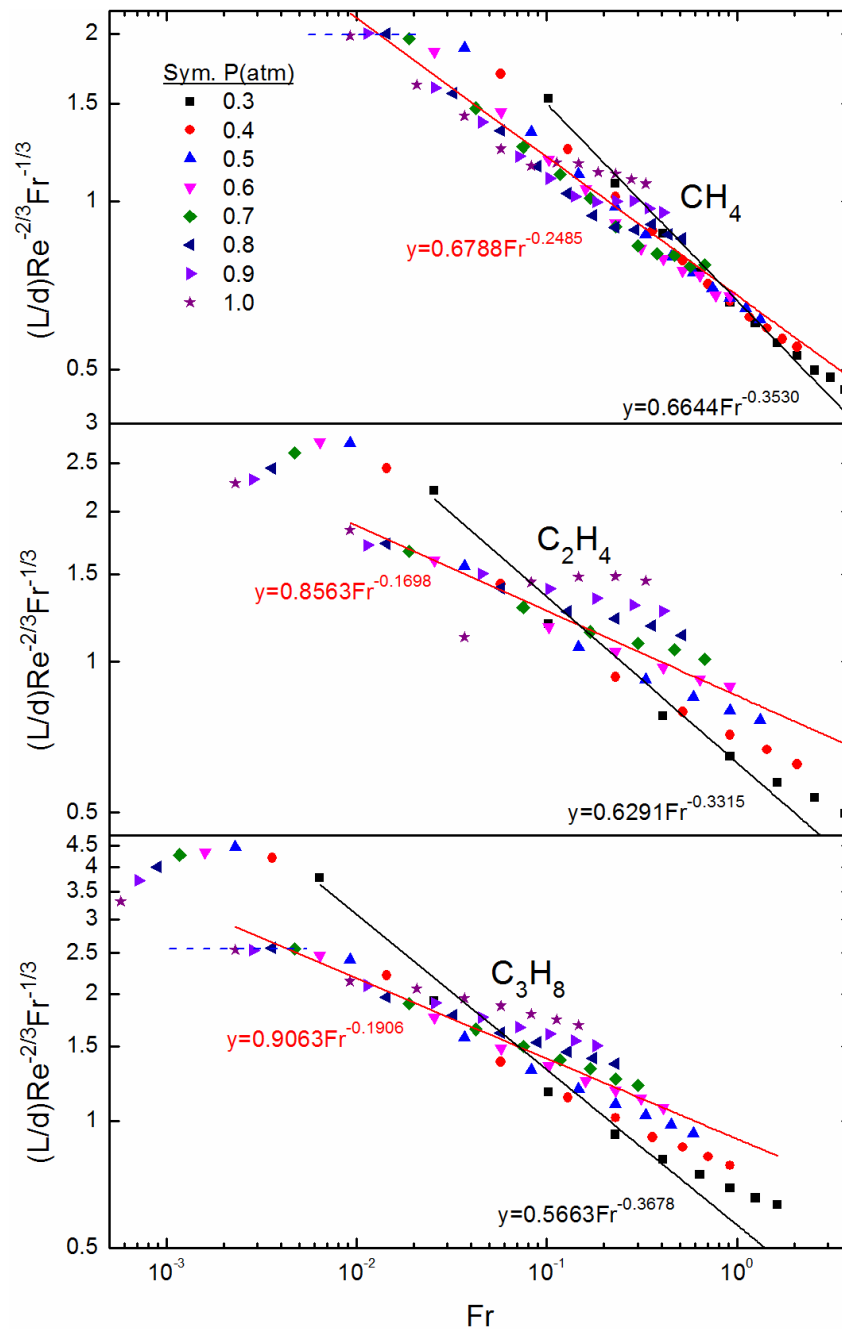 2
Sym. P(atm)
0.3
0.4
0.5
0.6
0.7
0.8
0.9
1.0
1
0.5
CH4
y=0.6788Fr^-0.2485
y=0.6644Fr^-0.3530
(L/d)Re^-2/3Fr^-1/3
3
2.5
2
1.5
1
0.5
C2H4
y=0.8563Fr^-0.1698
y=0.6291Fr^-0.3315
(L/d)Re^-2/3Fr^-1/3
4.5
4
3.5
3
2.5
2
1.5
1
0.5
C3H8
y=0.9063Fr^-0.1906
y=0.5663Fr^-0.3678
(L/d)Re^-2/3Fr^-1/3
10^-3
10^-2
10^-1
10^0
Fr